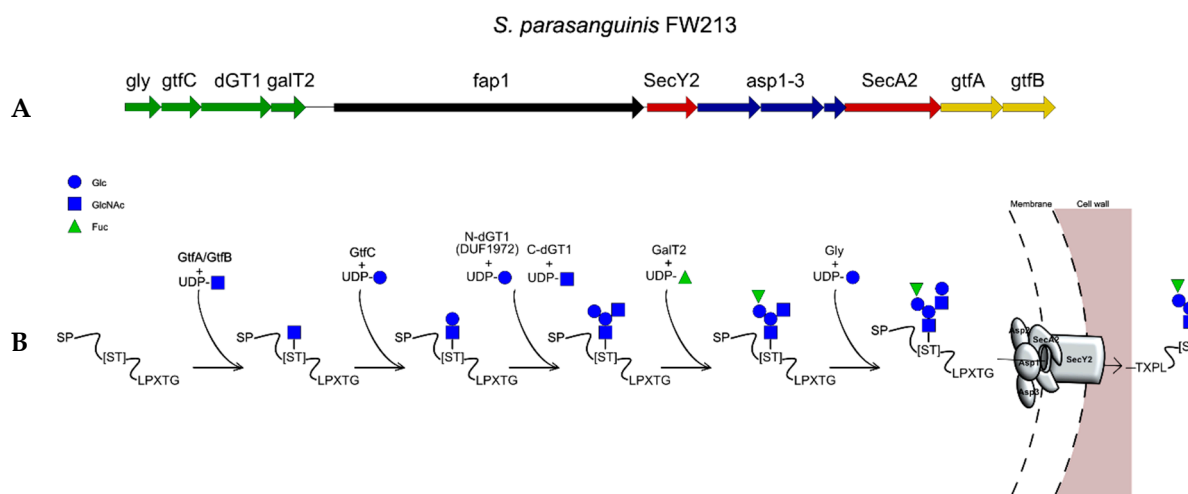 S. parasanguinis FW213
A
gly gtfC dGT1 galT2 fap1 SecY2 asp1-3 SecA2 gtfA gtfB
Glc
GlcNAc
Fuc
Membrane Cell wall
GtfA/GtfB
+
UDP-
GtfC
+
UDP-
N-dGT1
(DUF1972)
+
UDP-
C-dGT1
+
UDP-
GalT2
+
UDP-
Gly
+
UDP-
B
SP
[ST]
LPXTG
SP
[ST]
LPXTG
SP
[ST]
LPXTG
SP
[ST]
LPXTG
SP
[ST]
LPXTG
SP
[ST]
LPXTG
Asp2
SecA2
Asp1
SecY2
Asp3
TXPL
[S